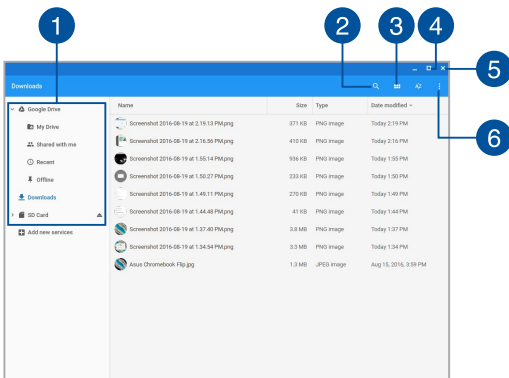 1
2
3
4
5
6
Downloads
Google Drive
My Drive
Shared with me
Recent
Offline
Downloads
SD Card
Add new services
Name Size Type Date modified
Screenshot 2016-08-19 at 2.19.13 PM.png 371 KB PNG image Today 2:19 PM
Screenshot 2016-08-19 at 2.16.56 PM.png 410 KB PNG image Today 2:16 PM
Screenshot 2016-08-19 at 1.55.14 PM.png 936 KB PNG image Today 1:55 PM
Screenshot 2016-08-19 at 1.50.27 PM.png 233 KB PNG image Today 1:50 PM
Screenshot 2016-08-19 at 1.49.11 PM.png 270 KB PNG image Today 1:49 PM
Screenshot 2016-08-19 at 1.44.48 PM.png 41 KB PNG image Today 1:44 PM
Screenshot 2016-08-19 at 1.37.40 PM.png 3.8 MB PNG image Today 1:37 PM
Screenshot 2016-08-19 at 1.34.54 PM.png 3.3 MB PNG image Today 1:34 PM
Asus Chromebook Flip.jpg 1.3 MB JPEG image Aug 15, 2016, 3:59 PM